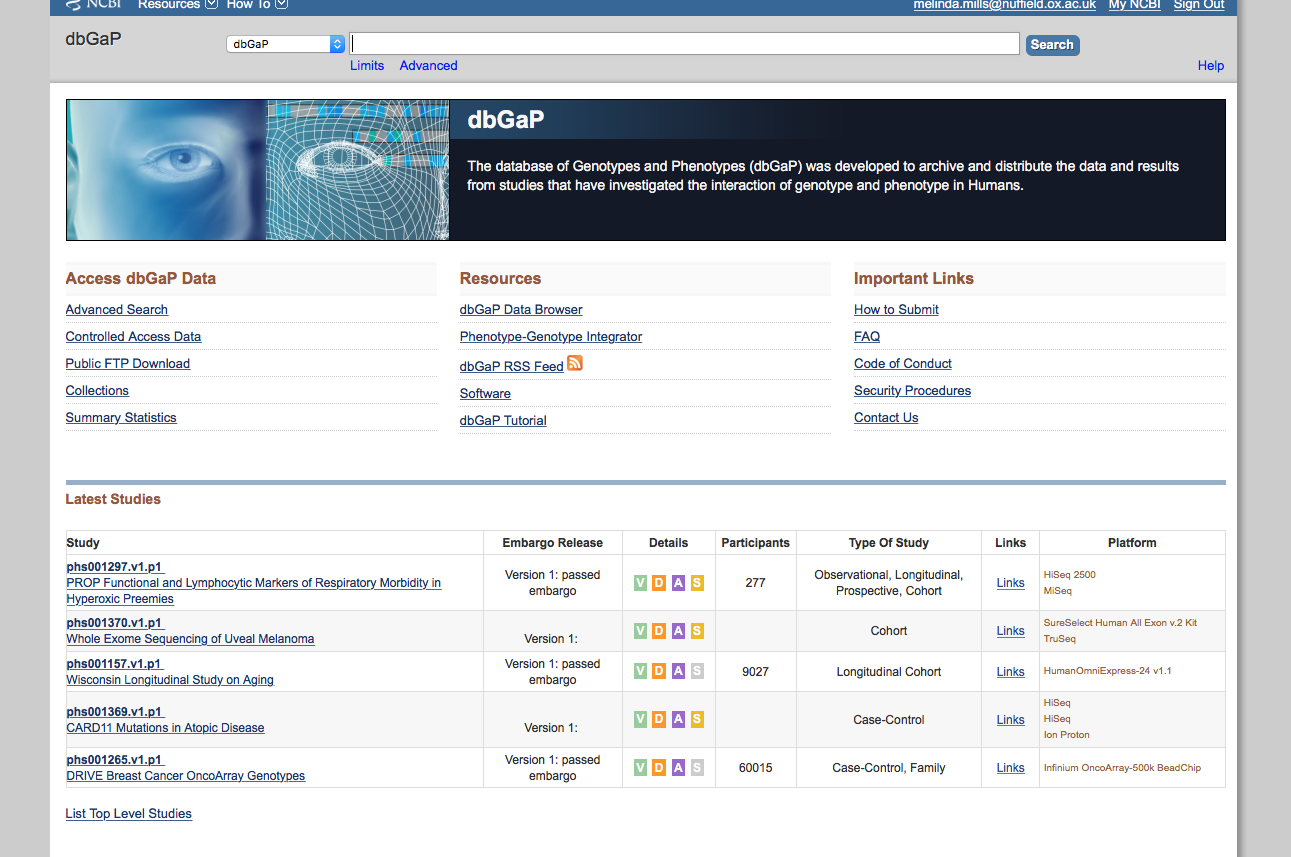 NCBI Resources How To melinda.mills@nuffield.ox.ac.uk My NCBI Sign Out
dbGaP dbGaP Search
Limits Advanced Help
dbGaP
The database of Genotypes and Phenotypes (dbGaP) was developed to archive and distribute the data and results
from studies that have investigated the interaction of genotype and phenotype in Humans.
Access dbGaP Data
Advanced Search
Controlled Access Data
Public FTP Download
Collections
Summary Statistics
Resources
dbGaP Data Browser
Phenotype-Genotype Integrator
dbGaP RSS Feed
Software
dbGaP Tutorial
Important Links
How to Submit
FAQ
Code of Conduct
Security Procedures
Contact Us
Latest Studies
Study Embargo Release Details Participants Type Of Study Links Platform
phs001297.v1.p1
PROP Functional and Lymphocytic Markers of Respiratory Morbidity in
Hyperoxic Preemies
Version 1: passed
embargo
V D A S
277
Observational, Longitudinal,
Prospective, Cohort
Links
HiSeq 2500
MiSeq
phs001370.v1.p1
Whole Exome Sequencing of Uveal Melanoma
Version 1:
V D A S
Cohort
Links
SureSelect Human All Exon v.2 Kit
TruSeq
phs001157.v1.p1
Wisconsin Longitudinal Study on Aging
Version 1: passed
embargo
V D A S
9027
Longitudinal Cohort
Links
HumanOmniExpress-24 v1.1
phs001369.v1.p1
CARD11 Mutations in Atopic Disease
Version 1:
V D A S
Case-Control
Links
HiSeq
HiSeq
Ion Proton
phs001265.v1.p1
DRIVE Breast Cancer OncoArray Genotypes
Version 1: passed
embargo
V D A S
60015
Case-Control, Family
Links
Infinium OncoArray-500k BeadChip
List Top Level Studies